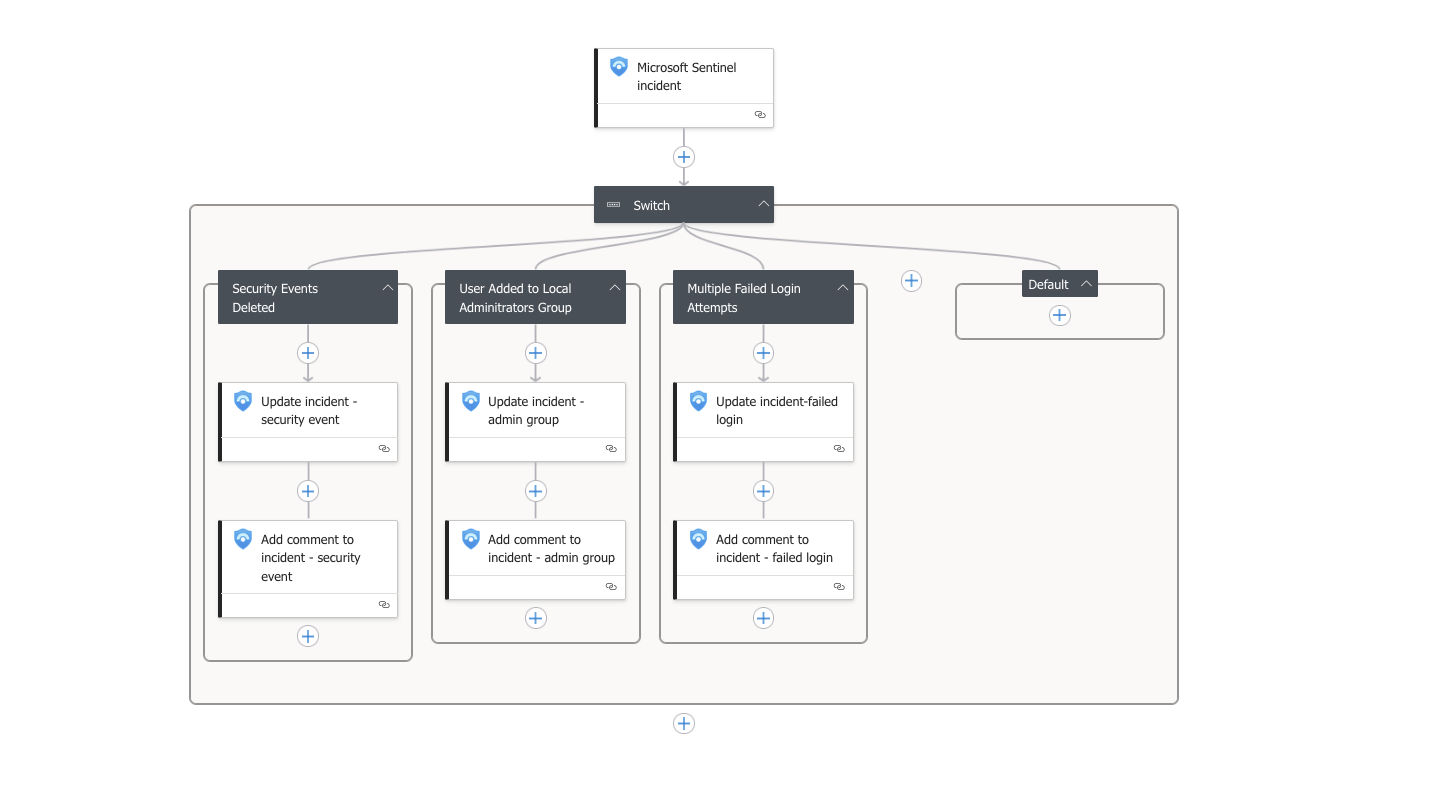 Microsoft Sentinel
incident
Switch
Security Events
Deleted
User Added to Local
Adminitrators Group
Multiple Failed Login
Attempts
Default
Update incident -
security event
Update incident -
admin group
Update incident-failed
login
Add comment to
incident - security
event
Add comment to
incident - admin group
Add comment to
incident - failed login